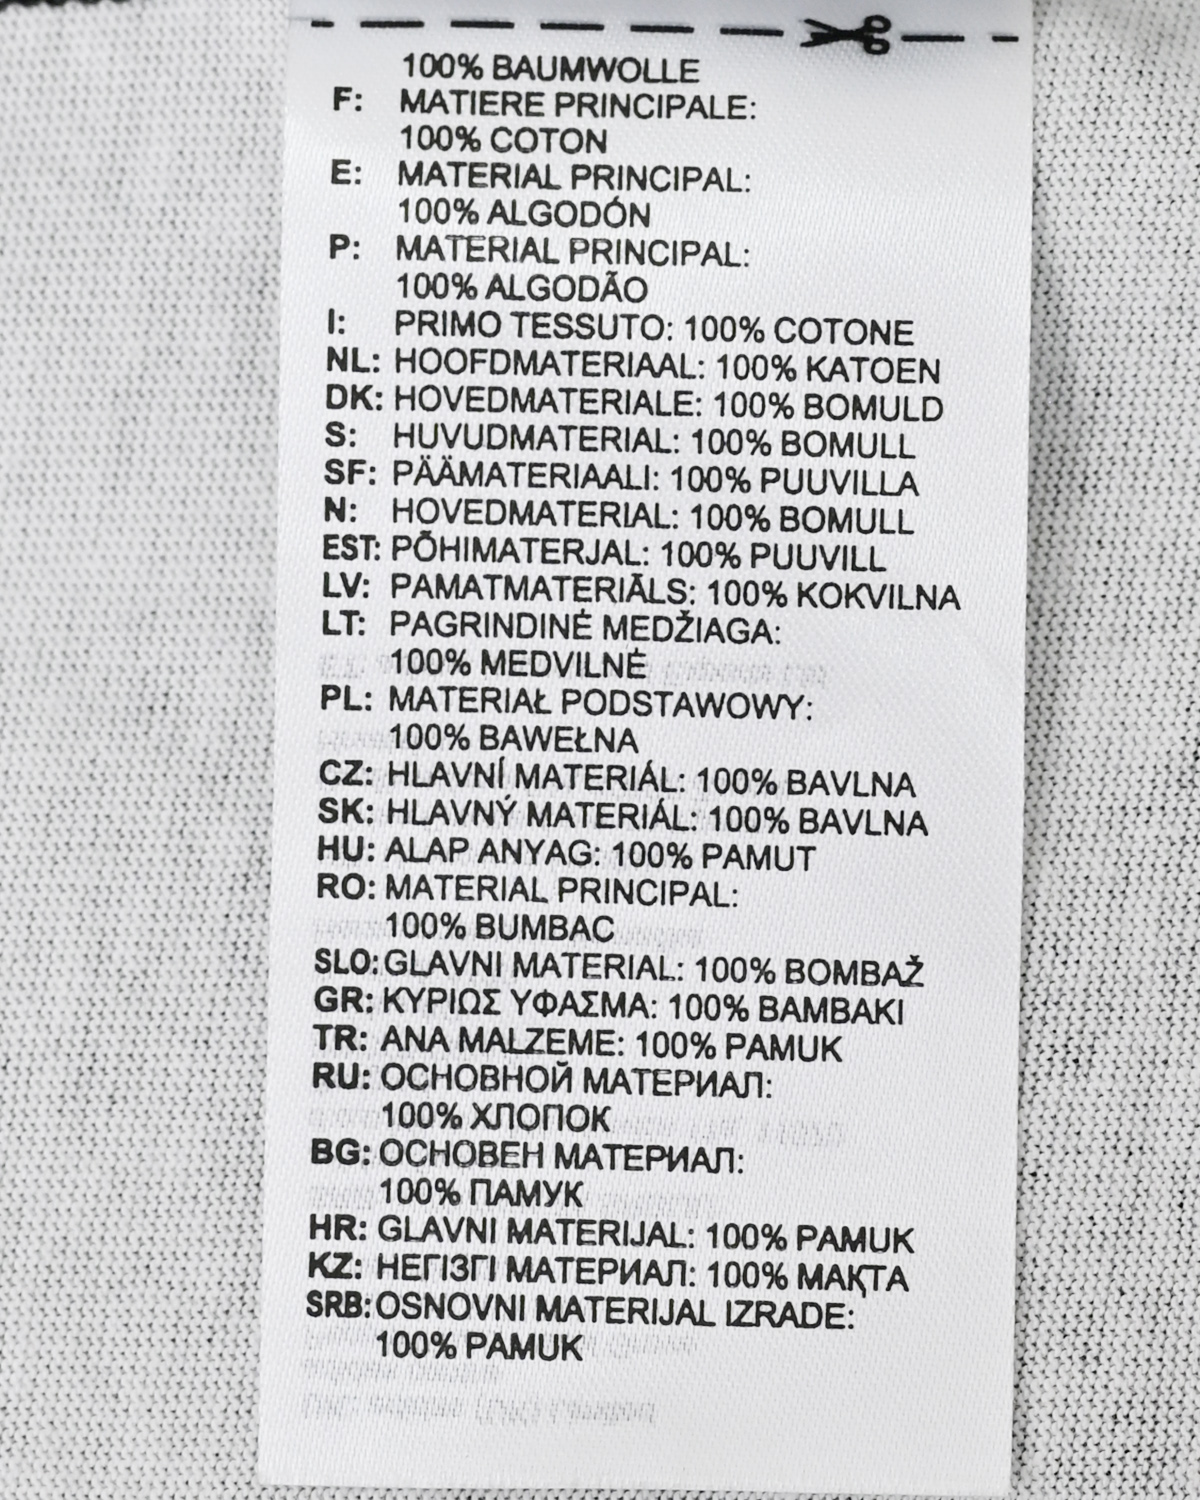 100% BAUMWOLLE
F: MATIERE PRINCIPALE:
100% COTON
E: MATERIAL PRINCIPAL:
100% ALGODÓN
P: MATERIAL PRINCIPAL:
100% ALGODÃO
I: PRIMO TESSUTO: 100% COTONE
NL: HOOFDMATERIAAL: 100% KATOEN
DK: HOVEDMATERIALE: 100% BOMULD
S: HUVUDMATERIAL: 100% BOMULL
SF: PÄÄMATERIAALI: 100% PUUVILLA
N: HOVEDMATERIAL: 100% BOMULL
EST: PÕHIMATERJAL: 100% PUUVILL
LV: PAMATMATERIĀLS: 100% KOKVILNA
LT: PAGRINDINĖ MEDŽIAGA:
100% MEDVILNĖ
PL: MATERIAŁ PODSTAWOWY:
100% BAWEŁNA
CZ: HLAVNÍ MATERIÁL: 100% BAVLNA
SK: HLAVNÝ MATERIÁL: 100% BAVLNA
HU: ALAP ANYAG: 100% PAMUT
RO: MATERIAL PRINCIPAL:
100% BUMBAC
SLO: GLAVNI MATERIAL: 100% BOMBAŽ
GR: ΚΥΡΙΩΣ ΥΦΑΣΜΑ: 100% ΒΑΜΒΑΚΙ
TR: ANA MALZEME: 100% PAMUK
RU: ОСНОВНОЙ МАТЕРИАЛ:
100% ХЛОПОК
BG: ОСНОВЕН МАТЕРИАЛ:
100% ПАМУК
HR: GLAVNI MATERIJAL: 100% PAMUK
KZ: НЕГІЗГІ МАТЕРИАЛ: 100% МАҚТА
SRB: OSNOVNI MATERIJAL IZRADE:
100% PAMUK